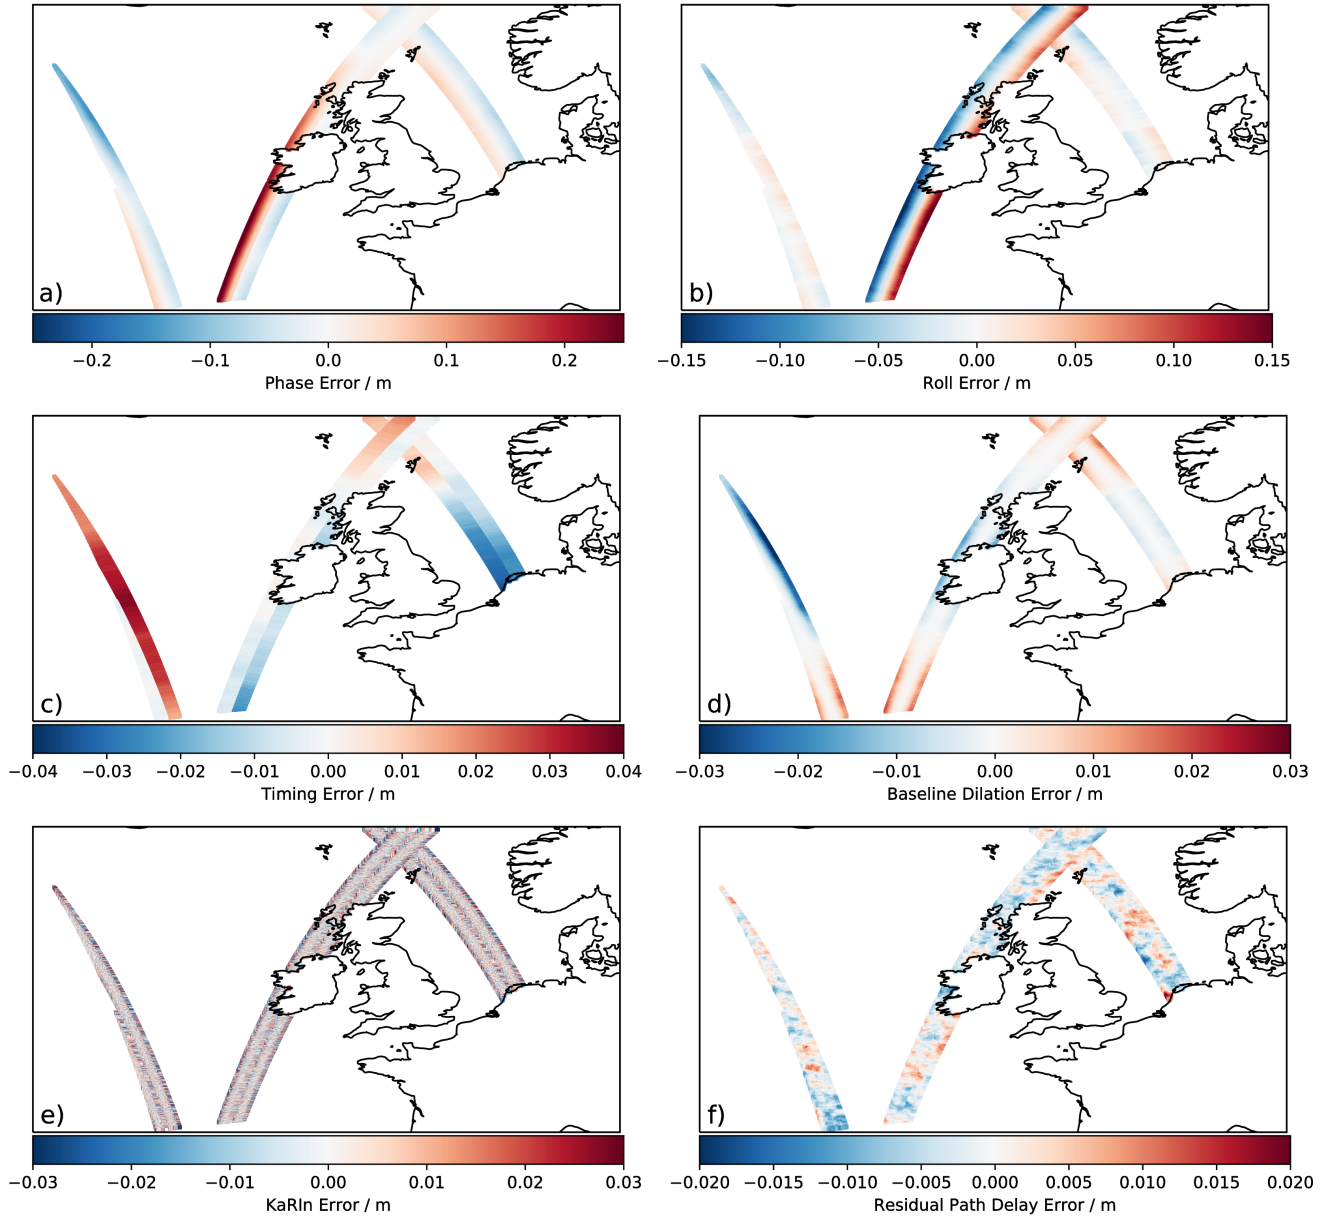 a)
−0.2 −0.1 0.0 0.1 0.2
Phase Error / m
b)
−0.15 −0.10 −0.05 0.00 0.05 0.10 0.15
Roll Error / m
c)
−0.04 −0.03 −0.02 −0.01 0.00 0.01 0.02 0.03 0.04
Timing Error / m
d)
−0.03 −0.02 −0.01 0.00 0.01 0.02 0.03
Baseline Dilation Error / m
e)
−0.03 −0.02 −0.01 0.00 0.01 0.02 0.03
KaRIn Error / m
f)
−0.020 −0.015 −0.010 −0.005 0.000 0.005 0.010 0.015 0.020
Residual Path Delay Error / m